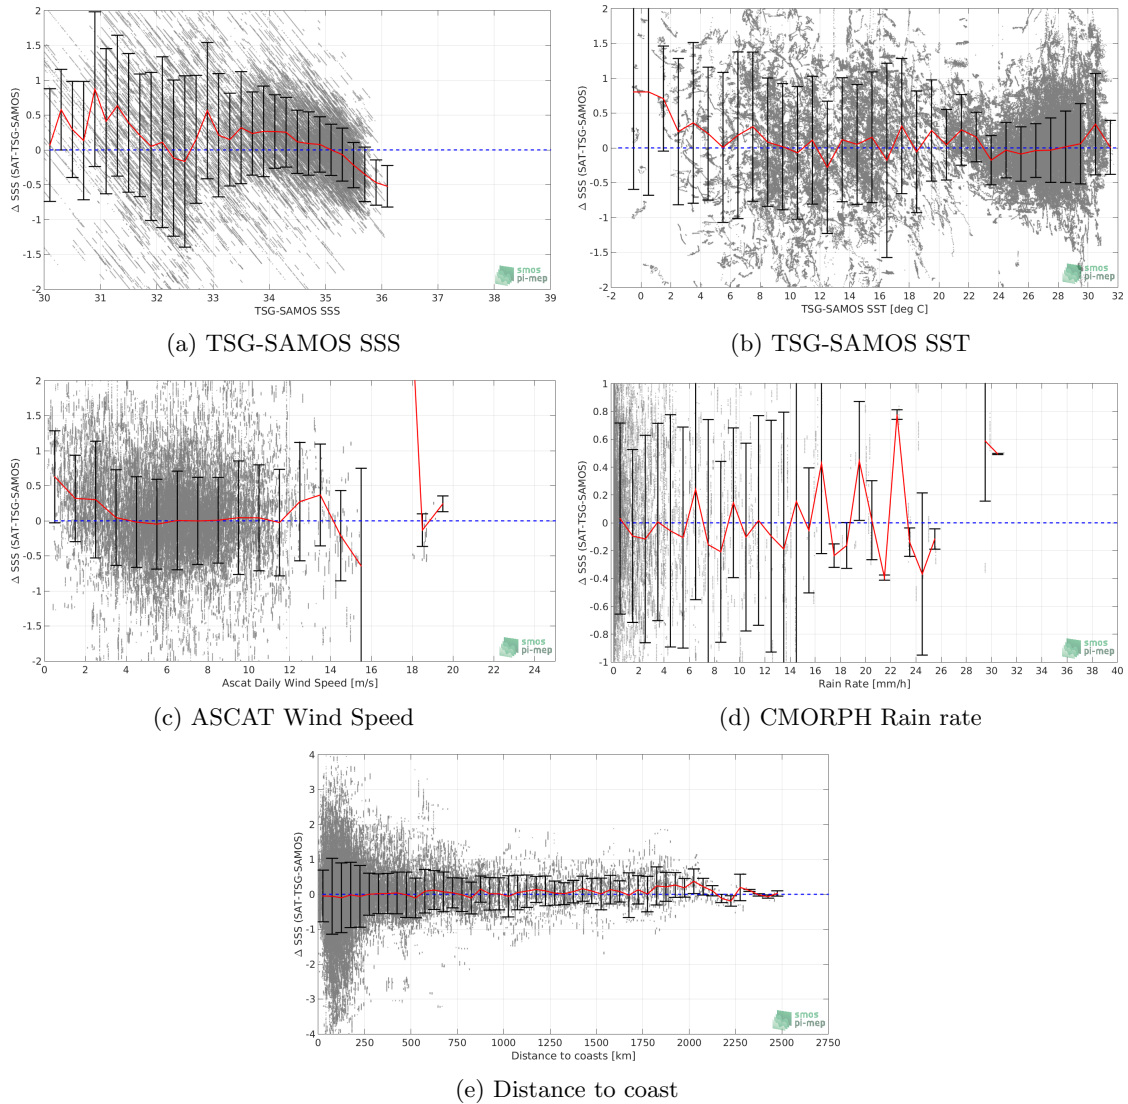 2
1.5
1
0.5
0
-0.5
-1
-1.5
-2
Δ SSS (SAT-TSG-SAMOS)
30 31 32 33 34 35 36 37 38 39
TSG-SAMOS SSS
smos
pi-mep
(a) TSG-SAMOS SSS
2
1.5
1
0.5
0
-0.5
-1
-1.5
-2
Δ SSS (SAT-TSG-SAMOS)
-2 0 2 4 6 8 10 12 14 16 18 20 22 24 26 28 30 32
TSG-SAMOS SST [deg C]
smos
pi-mep
(b) TSG-SAMOS SST
2
1.5
1
0.5
0
-0.5
-1
-1.5
-2
Δ SSS (SAT-TSG-SAMOS)
0 2 4 6 8 10 12 14 16 18 20 22 24
Ascat Daily Wind Speed [m/s]
smos
pi-mep
(c) ASCAT Wind Speed
1
0.8
0.6
0.4
0.2
0
-0.2
-0.4
-0.6
-0.8
-1
Δ SSS (SAT-TSG-SAMOS)
0 2 4 6 8 10 12 14 16 18 20 22 24 26 28 30 32 34 36 38 40
Rain Rate [mm/h]
smos
pi-mep
(d) CMORPH Rain rate
4
3
2
1
0
-1
-2
-3
-4
Δ SSS (SAT-TSG-SAMOS)
0 250 500 750 1000 1250 1500 1750 2000 2250 2500 2750
Distance to coasts [km]
smos
pi-mep
(e) Distance to coast